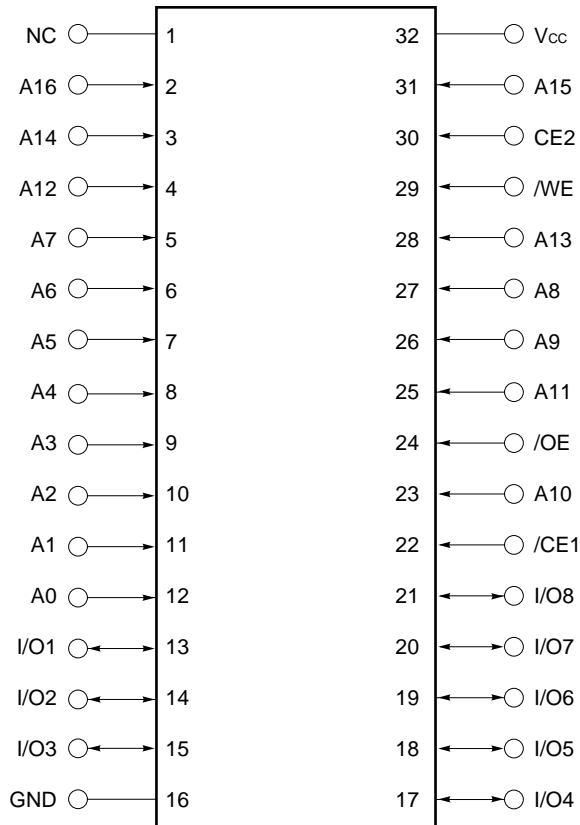 NC 1 32 Vcc
A16 2 31 A15
A14 3 30 CE2
A12 4 29 /WE
A7 5 28 A13
A6 6 27 A8
A5 7 26 A9
A4 8 25 A11
A3 9 24 /OE
A2 10 23 A10
A1 11 22 /CE1
A0 12 21 I/O8
I/O1 13 20 I/O7
I/O2 14 19 I/O6
I/O3 15 18 I/O5
GND 16 17 I/O4